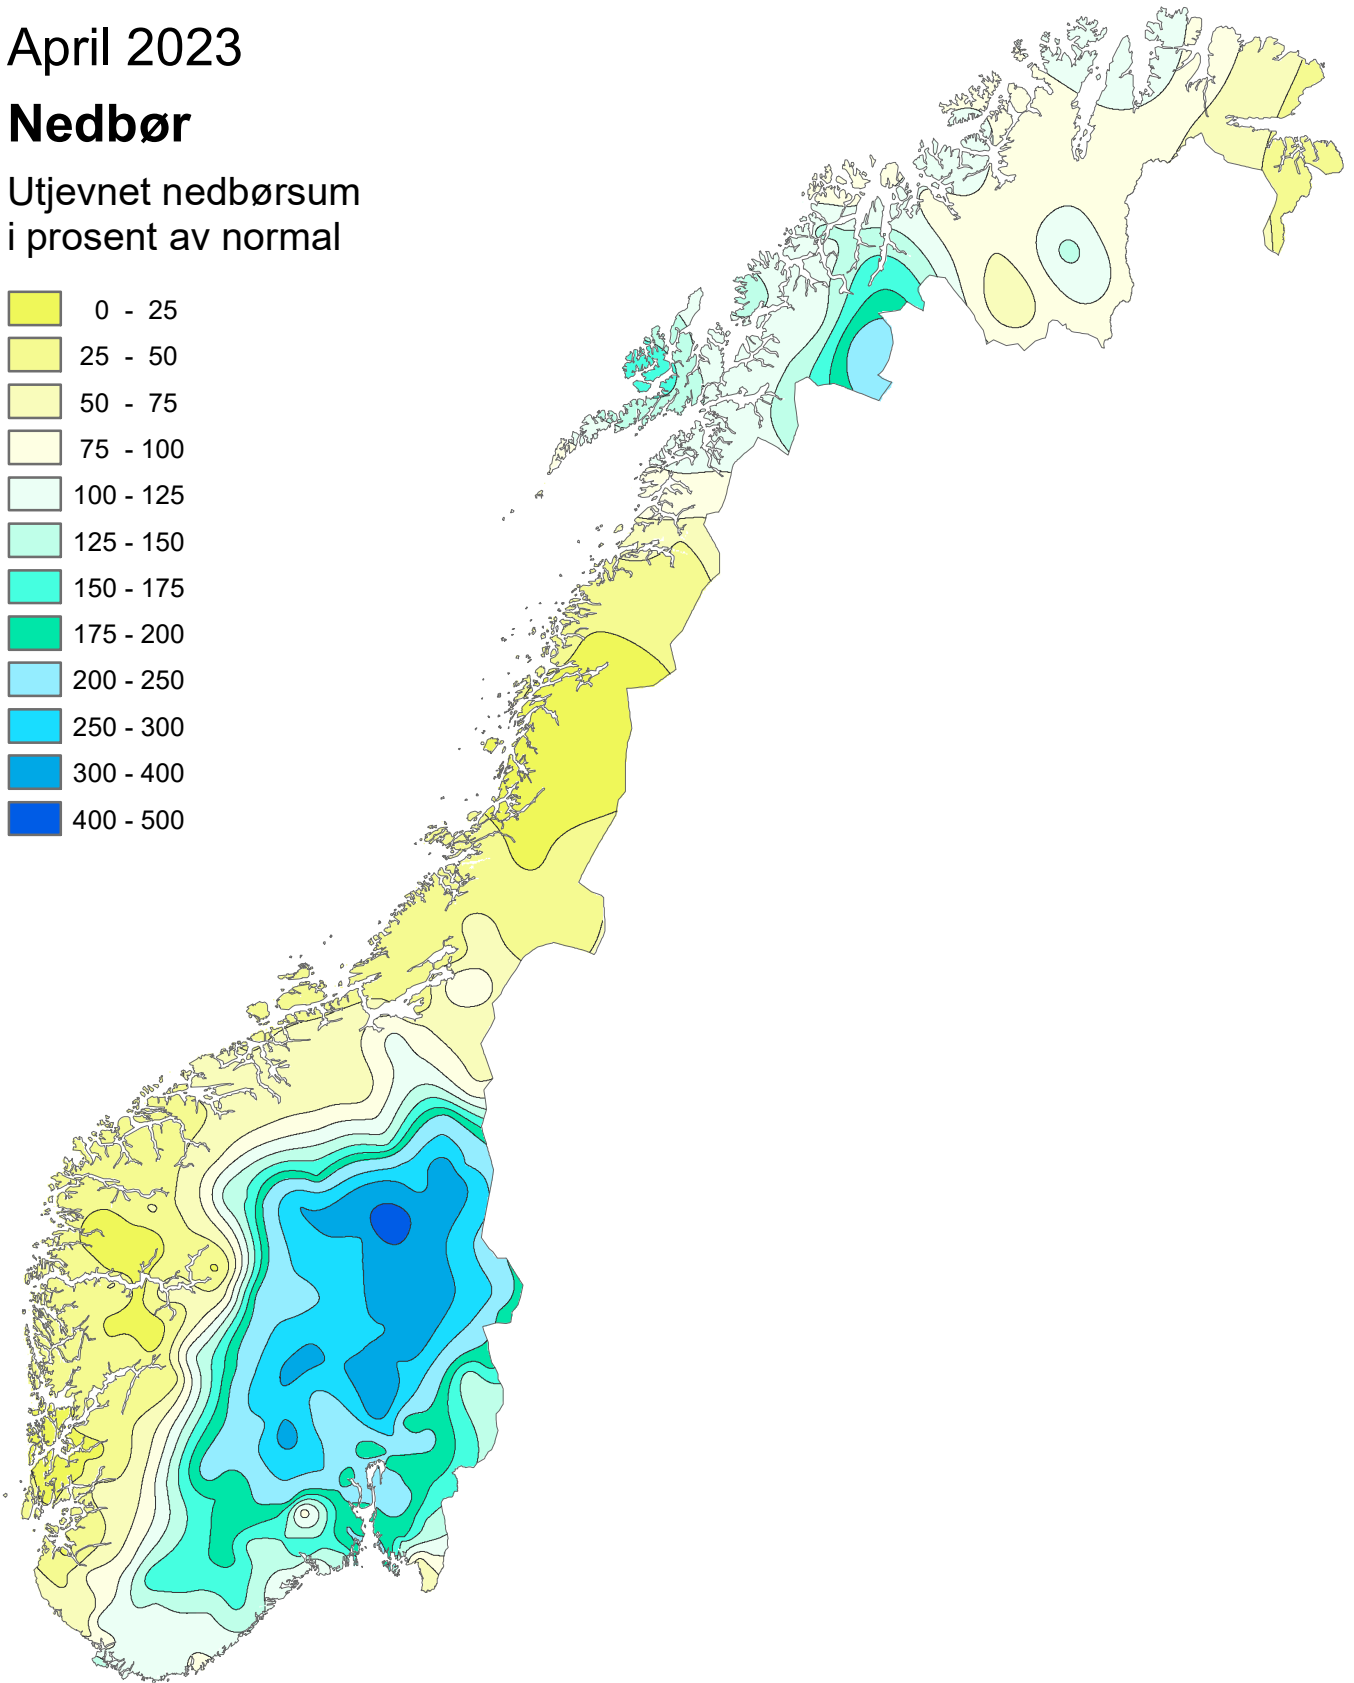 April 2023
Nedbør
Utjevnet nedbørsum
i prosent av normal
0 - 25
25 - 50
50 - 75
75 - 100
100 - 125
125 - 150
150 - 175
175 - 200
200 - 250
250 - 300
300 - 400
400 - 500